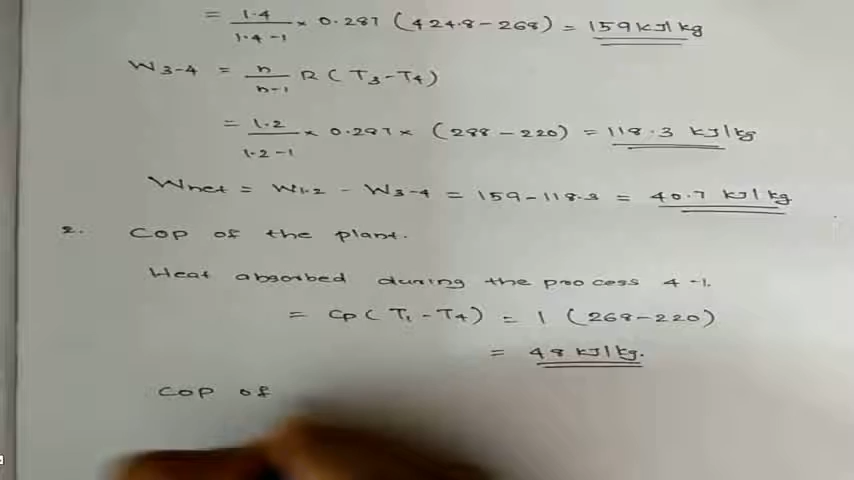 = 1.4/1.4-1 × 0.287 (424.8-268) = 159 kJ/kg
W3-4 = n/n-1 R (T3-T4)
= 1.2/1.2-1 × 0.287 × (288-220) = 118.3 kJ/kg
Wnet = W1-2 - W3-4 = 159-118.3 = 40.7 kJ/kg
2. COP of the plant.
Heat absorbed during the process 4-1.
= Cp (T1-T4) = 1 (268-220)
= 48 kJ/kg.
COP of